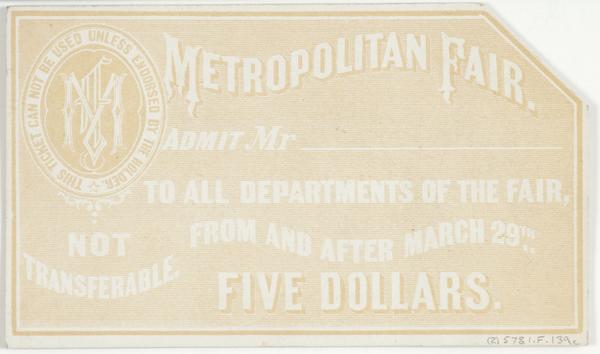 METROPOLITAN FAIR.
THIS TICKET CAN NOT BE USED UNLESS ENDORSED BY THE HOLDER
ADMIT Mr
TO ALL DEPARTMENTS OF THE FAIR,
FROM AND AFTER MARCH 29TH.
NOT
TRANSFERABLE.
FIVE DOLLARS.
(2) 5781.F.139c